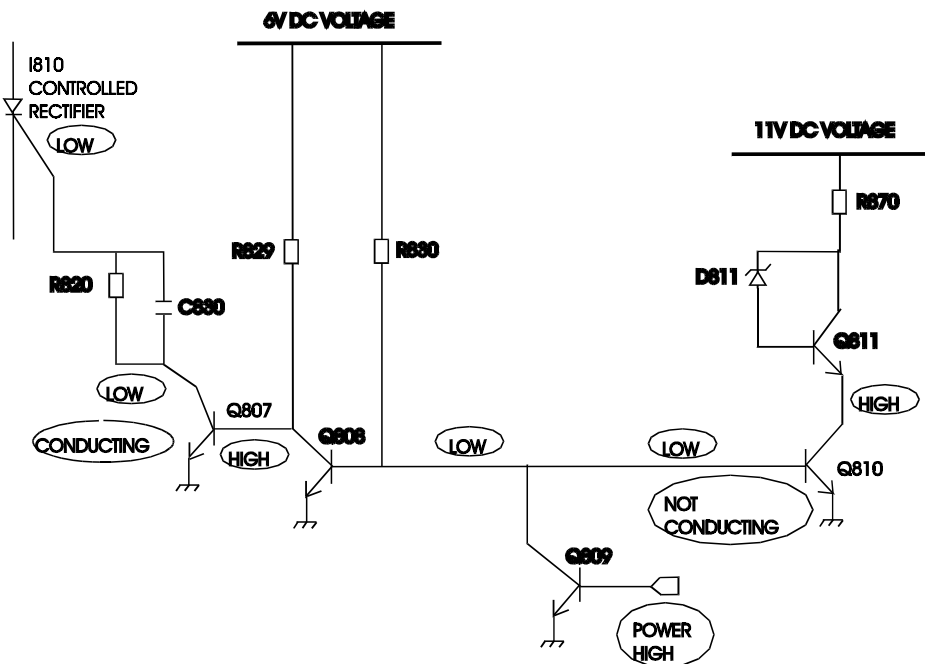 6V DC VOLTAGE
I810
CONTROLLED
RECTIFIER
LOW
11V DC VOLTAGE
R870
R829
R830
D811
R820
C830
Q811
LOW
Q807
HIGH
CONDUCTING
HIGH
Q808
LOW
LOW
Q810
NOT
CONDUCTING
Q809
POWER
HIGH